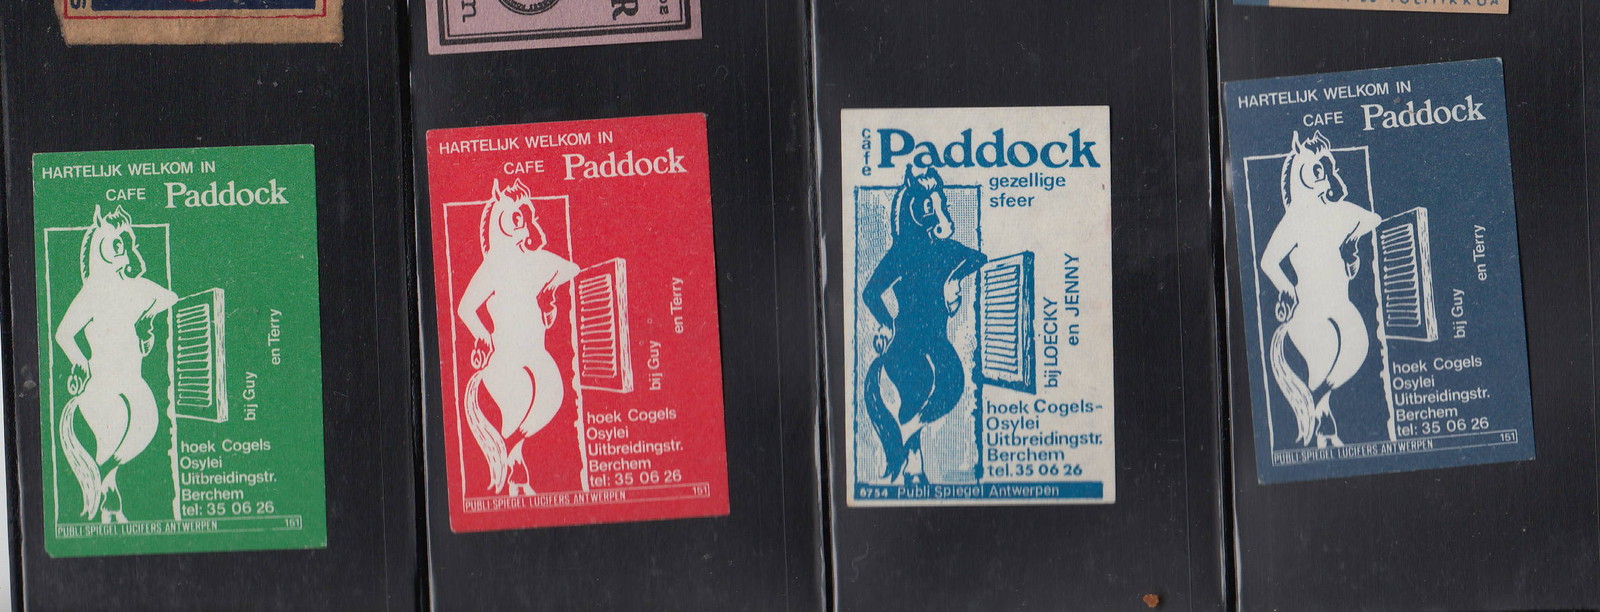 HARTELIJK WELKOM IN
CAFE Paddock
bij Guy
en Terry
hoek Cogels
Osylei
Uitbreidingstr.
Berchem
tel: 35 06 26
PUBLI-SPIEGEL LUCIFERS ANTWERPEN 151
HARTELIJK WELKOM IN
CAFE Paddock
bij Guy
en Terry
hoek Cogels
Osylei
Uitbreidingstr.
Berchem
tel: 35 06 26
PUBLI-SPIEGEL LUCIFERS ANTWERPEN 151
café Paddock
gezellige
sfeer
bij LOECKY
en JENNY
hoek Cogels-
Osylei
Uitbreidingstr.
Berchem
tel. 35 06 26
6754 Publi Spiegel Antwerpen
HARTELIJK WELKOM IN
CAFE Paddock
bij Guy
en Terry
hoek Cogels
Osylei
Uitbreidingstr.
Berchem
tel: 35 06 26
PUBLI-SPIEGEL LUCIFERS ANTWERPEN 151